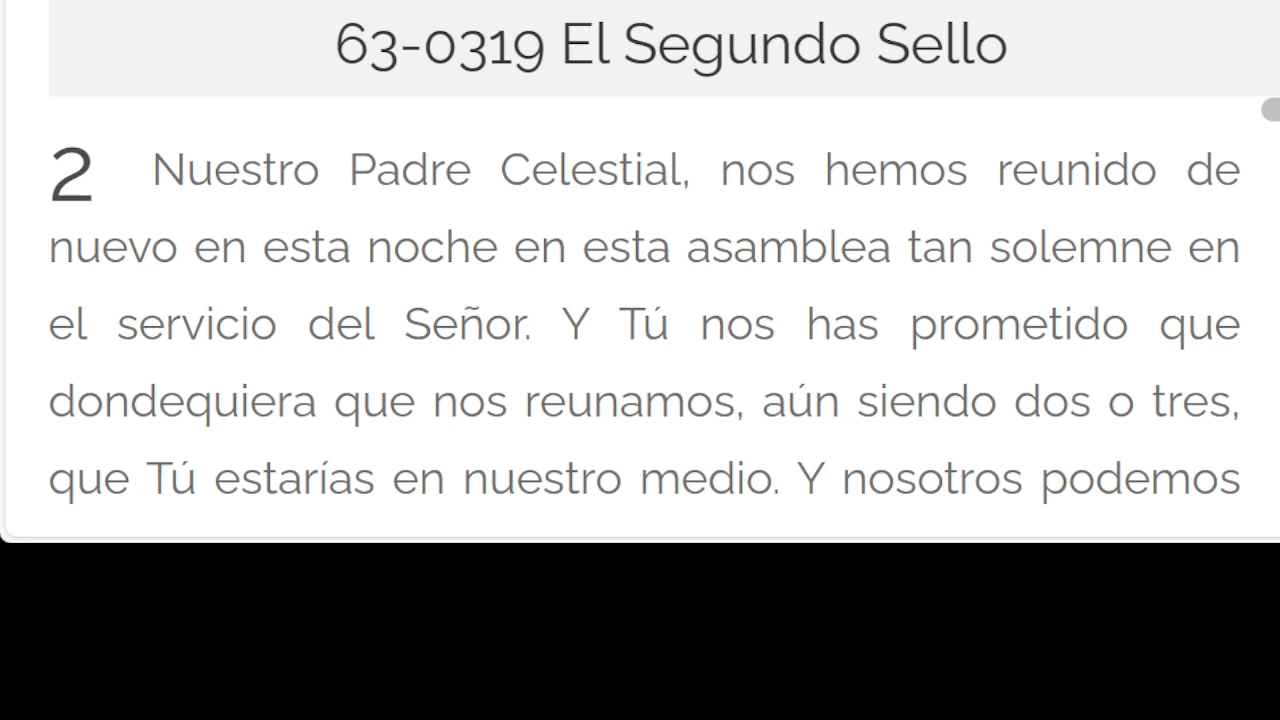 63-0319 El Segundo Sello
2 Nuestro Padre Celestial, nos hemos reunido de
nuevo en esta noche en esta asamblea tan solemne en
el servicio del Señor. Y Tú nos has prometido que
dondequiera que nos reunamos, aún siendo dos o tres,
que Tú estarías en nuestro medio. Y nosotros podemos